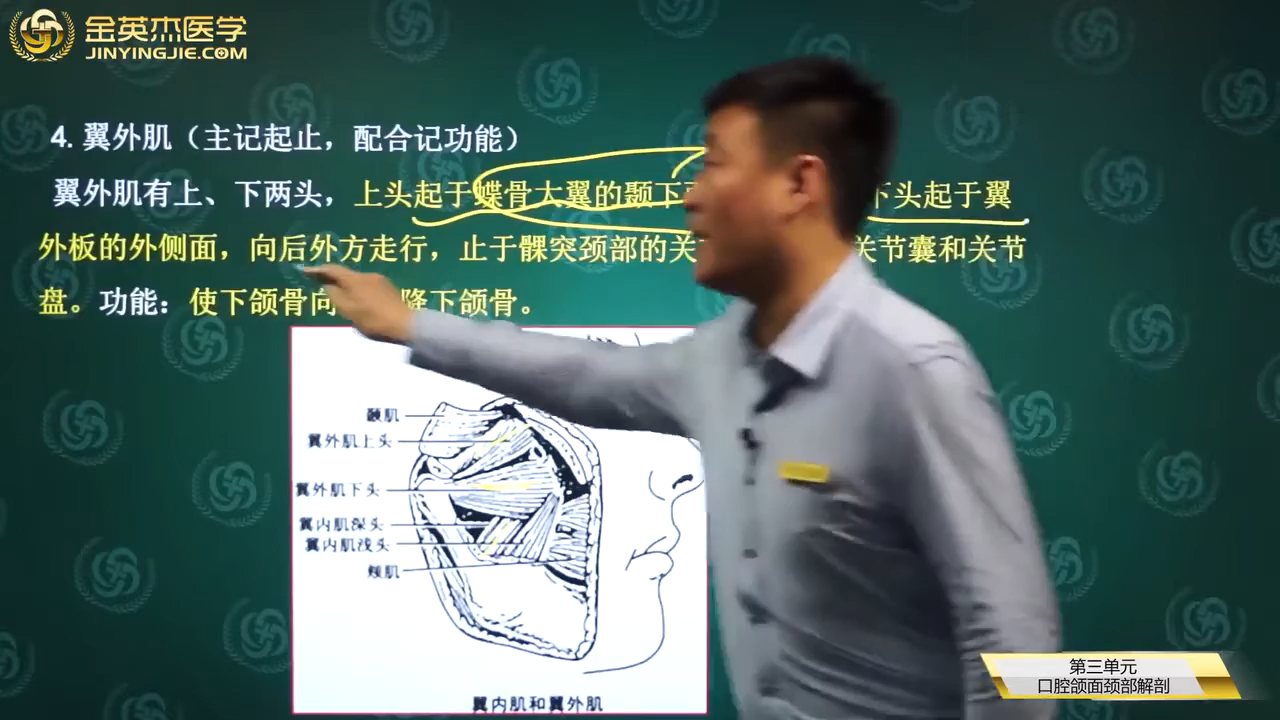 金英杰医学
JINYINGJIE.COM
4. 翼外肌（主记起止，配合记功能）
翼外肌有上、下两头，上头起于蝶骨大翼的颞下 下头起于翼
外板的外侧面，向后外方走行，止于髁突颈部的关 关节囊和关节
盘。功能：使下颌骨向 降下颌骨。
颞肌
翼外肌上头
翼外肌下头
翼内肌深头
翼内肌浅头
颊肌
翼内肌和翼外肌
第三单元
口腔颌面颈部解剖